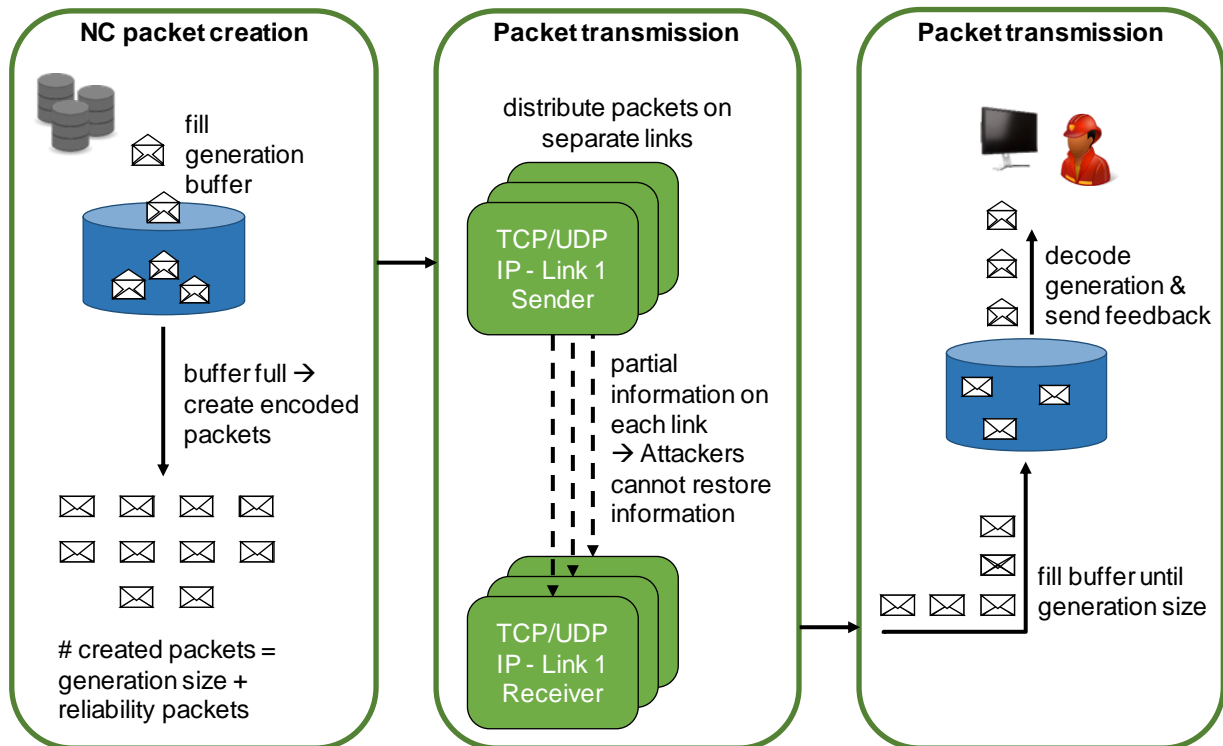 NC packet creation
fill
generation
buffer
buffer full →
create encoded
packets
# created packets =
generation size +
reliability packets
Packet transmission
distribute packets on
separate links
TCP/UDP
IP - Link 1
Sender
partial
information on
each link
→ Attackers
cannot restore
information
TCP/UDP
IP - Link 1
Receiver
Packet transmission
decode
generation &
send feedback
fill buffer until
generation size